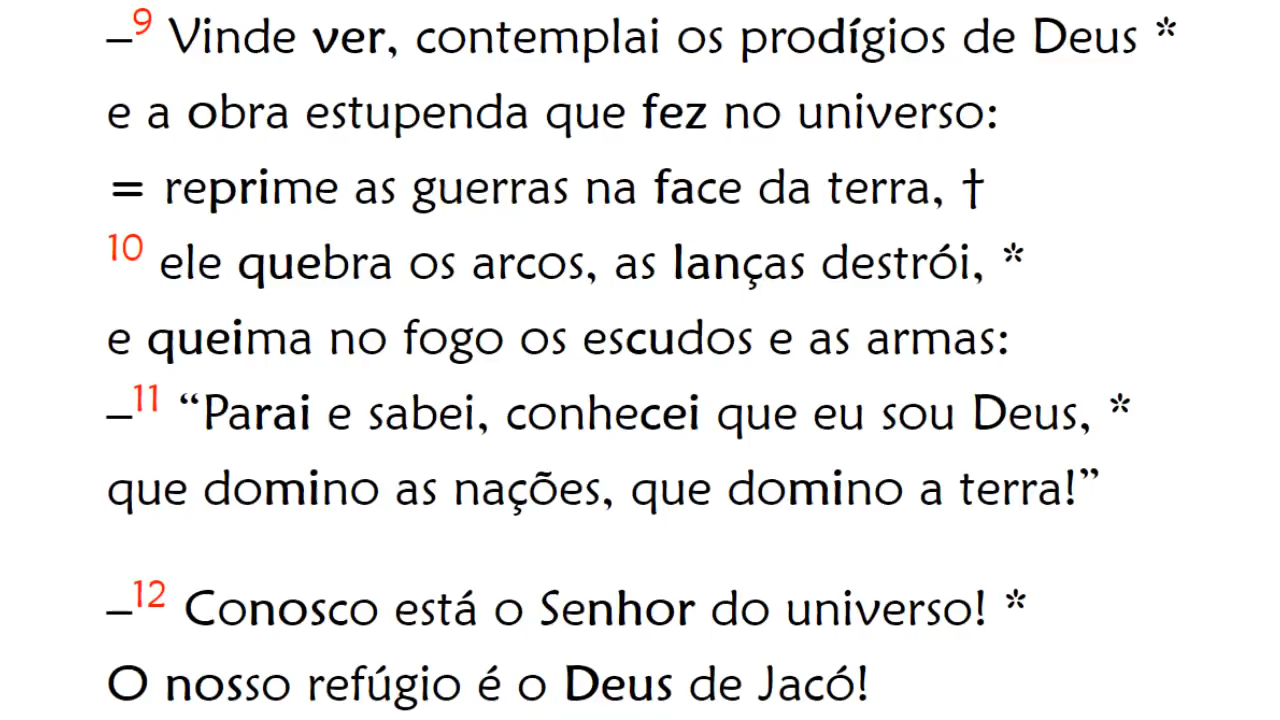 –9 Vinde ver, contemplai os prodígios de Deus *
e a obra estupenda que fez no universo:
= reprime as guerras na face da terra, †
10 ele quebra os arcos, as lanças destrói, *
e queima no fogo os escudos e as armas:
–11 “Parai e sabei, conhecei que eu sou Deus, *
que domino as nações, que domino a terra!”
–12 Conosco está o Senhor do universo! *
O nosso refúgio é o Deus de Jacó!